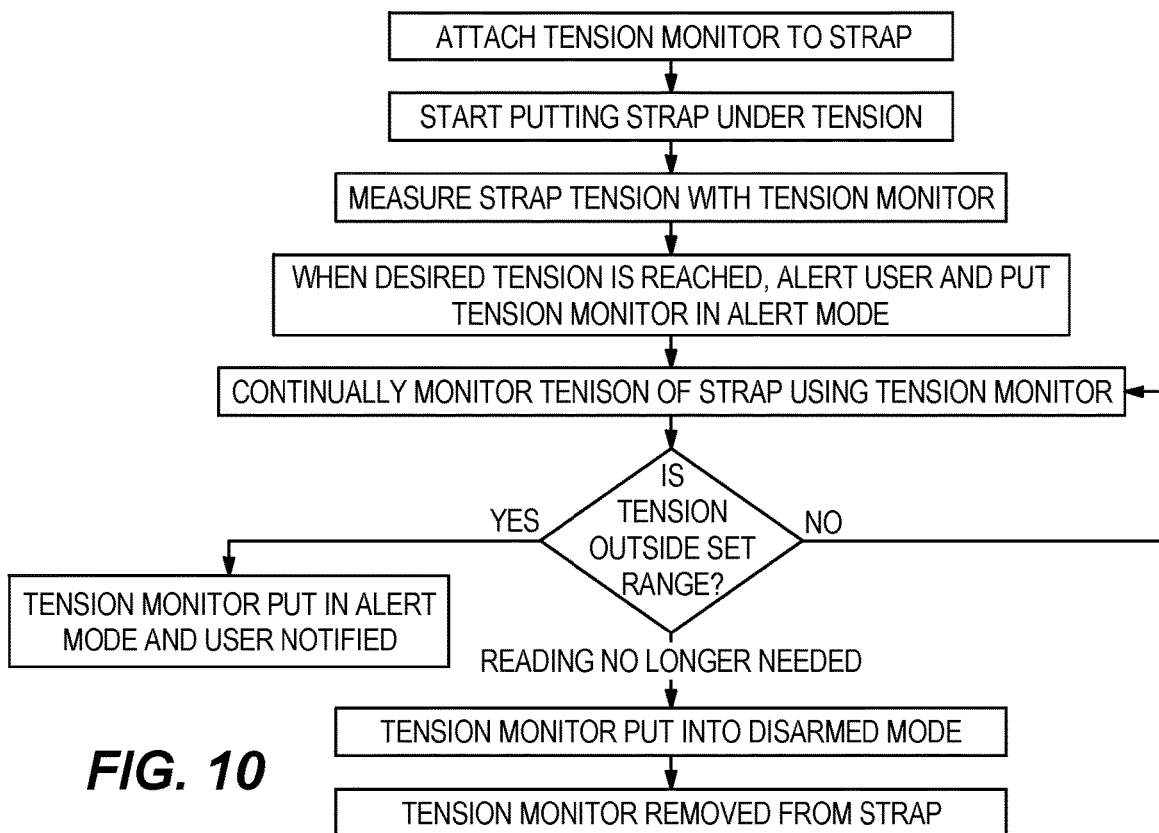 ATTACH TENSION MONITOR TO STRAP
START PUTTING STRAP UNDER TENSION
MEASURE STRAP TENSION WITH TENSION MONITOR
WHEN DESIRED TENSION IS REACHED, ALERT USER AND PUT
TENSION MONITOR IN ALERT MODE
CONTINUALLY MONITOR TENISON OF STRAP USING TENSION MONITOR
IS
TENSION
OUTSIDE SET
RANGE?
YES
NO
TENSION MONITOR PUT IN ALERT
MODE AND USER NOTIFIED
READING NO LONGER NEEDED
TENSION MONITOR PUT INTO DISARMED MODE
TENSION MONITOR REMOVED FROM STRAP
FIG. 10